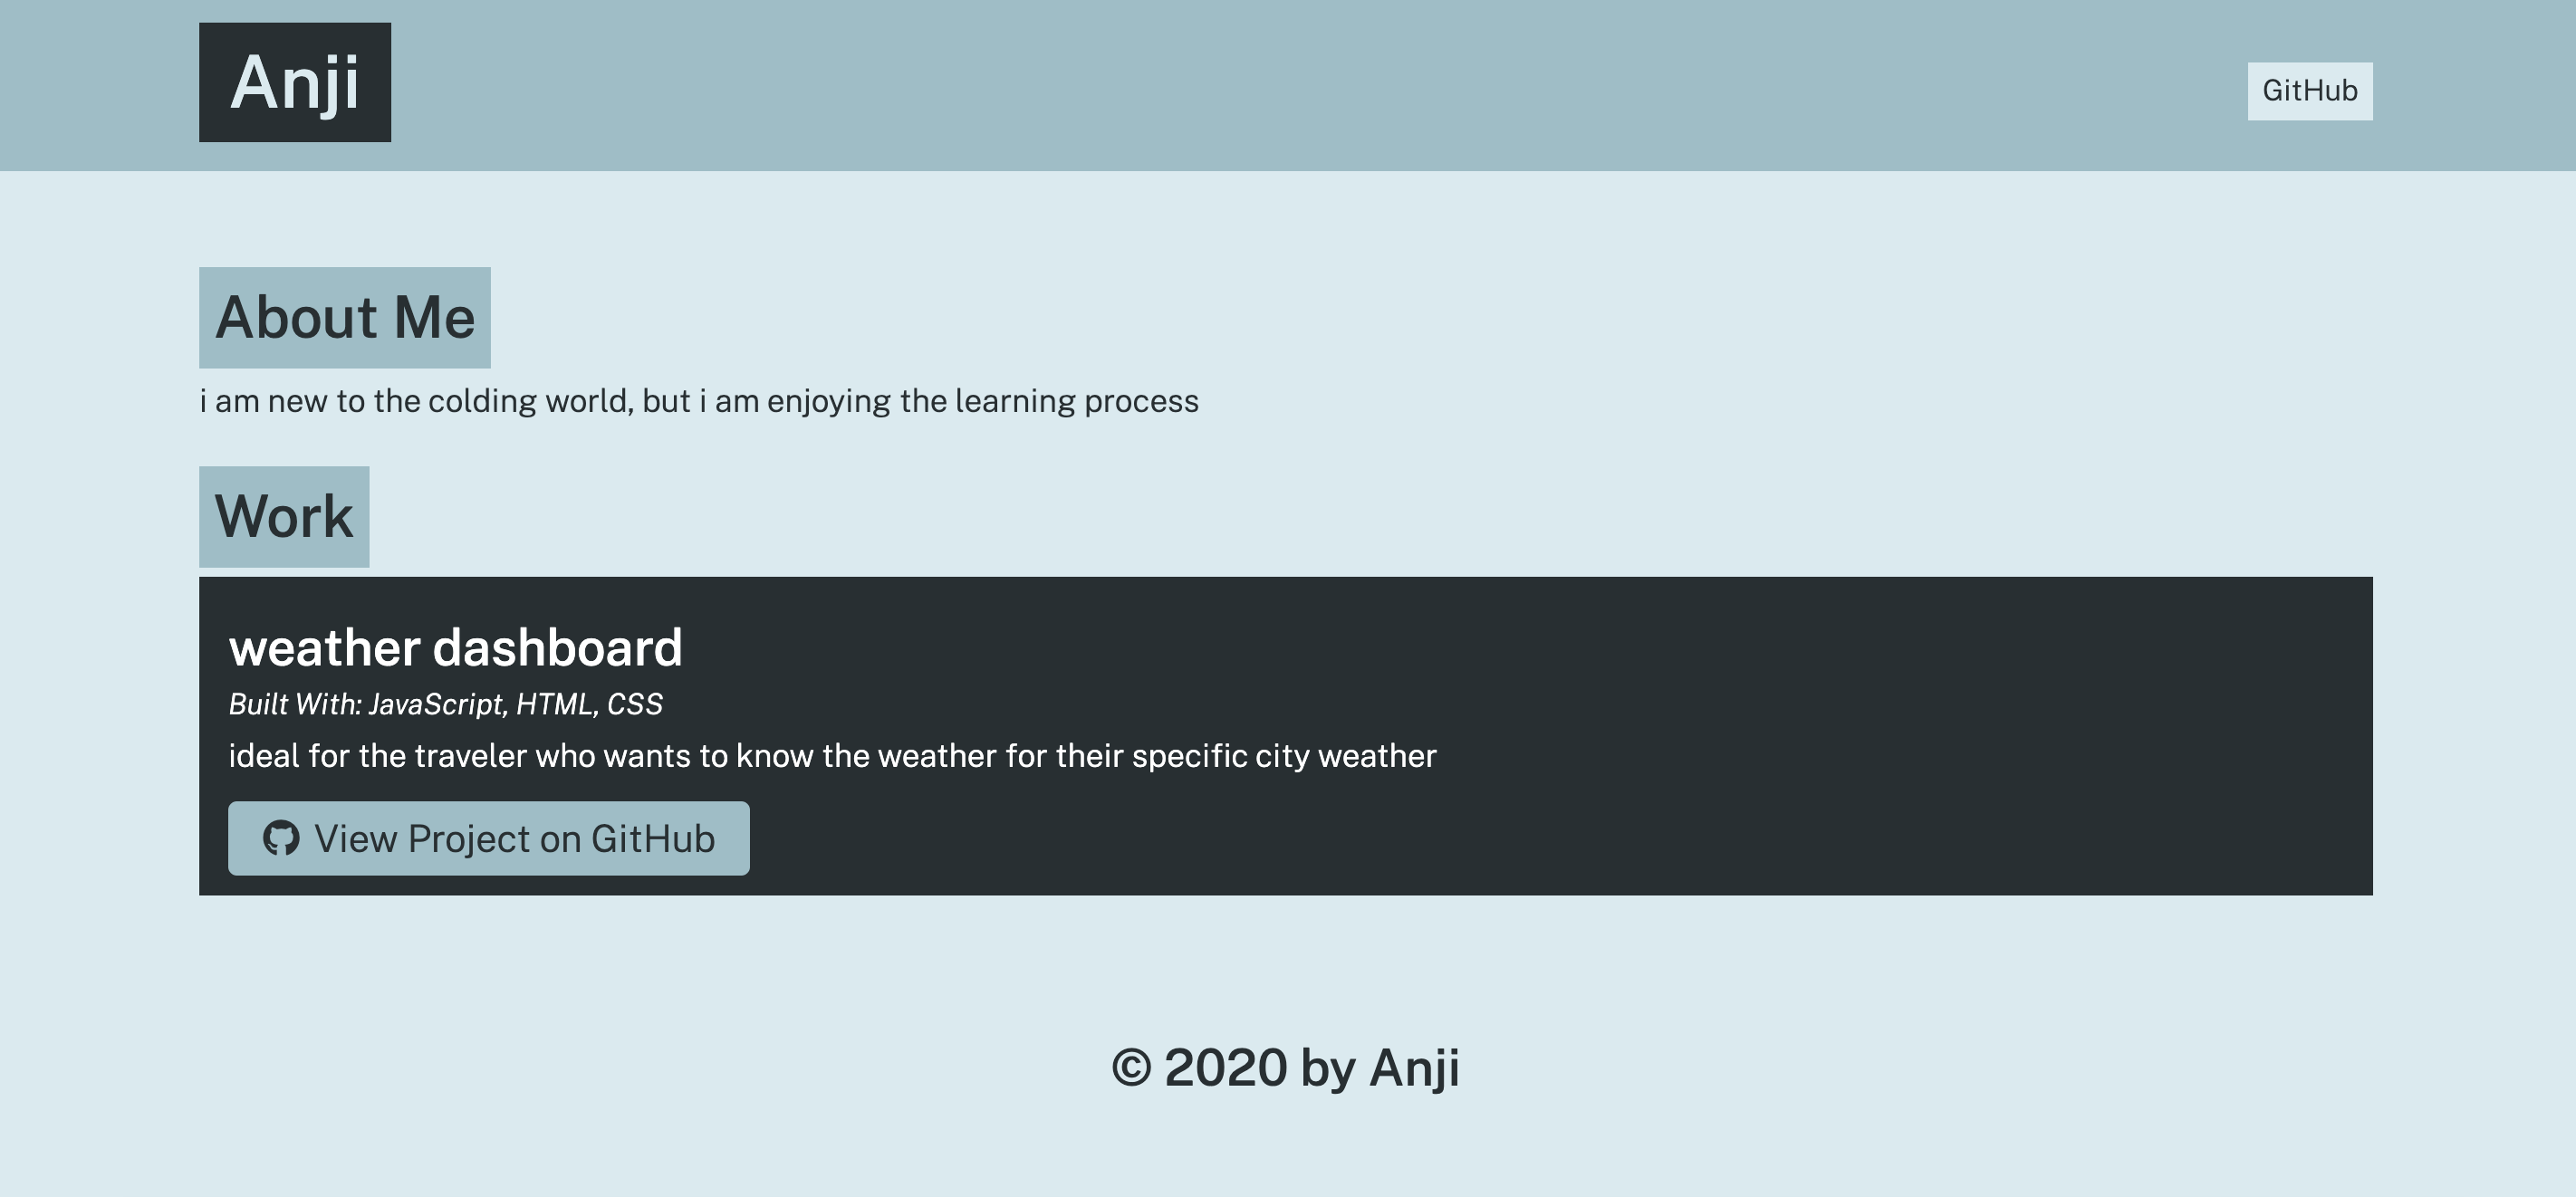 Anji
GitHub
About Me
i am new to the colding world, but i am enjoying the learning process
Work
weather dashboard
Built With: JavaScript, HTML, CSS
ideal for the traveler who wants to know the weather for their specific city weather
View Project on GitHub
© 2020 by Anji